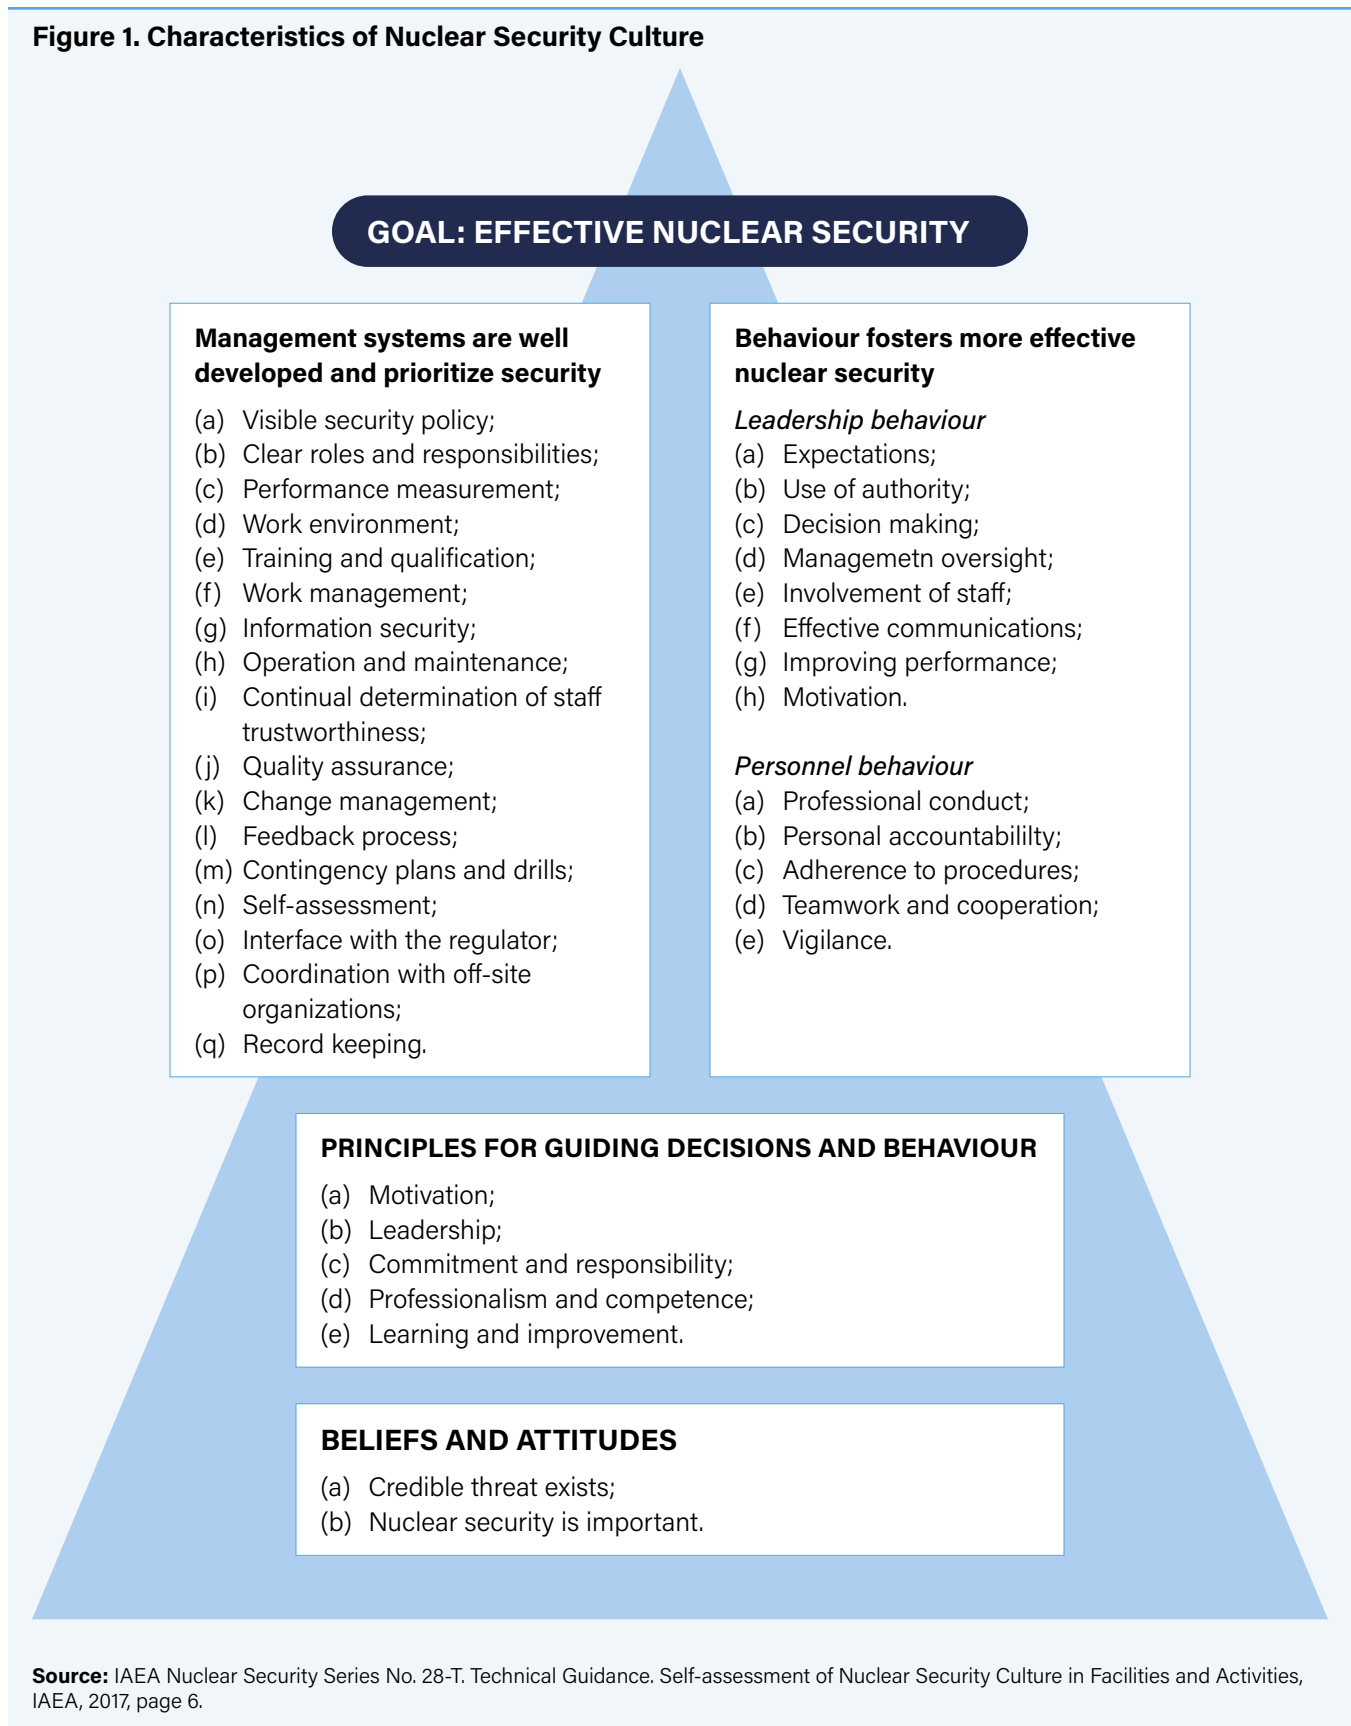 Figure 1. Characteristics of Nuclear Security Culture
GOAL: EFFECTIVE NUCLEAR SECURITY
Management systems are well
developed and prioritize security
(a) Visible security policy;
(b) Clear roles and responsibilities;
(c) Performance measurement;
(d) Work environment;
(e) Training and qualification;
(f) Work management;
(g) Information security;
(h) Operation and maintenance;
(i) Continual determination of staff
trustworthiness;
(j) Quality assurance;
(k) Change management;
(l) Feedback process;
(m) Contingency plans and drills;
(n) Self-assessment;
(o) Interface with the regulator;
(p) Coordination with off-site
organizations;
(q) Record keeping.
Behaviour fosters more effective
nuclear security
Leadership behaviour
(a) Expectations;
(b) Use of authority;
(c) Decision making;
(d) Managemetn oversight;
(e) Involvement of staff;
(f) Effective communications;
(g) Improving performance;
(h) Motivation.
Personnel behaviour
(a) Professional conduct;
(b) Personal accountabililty;
(c) Adherence to procedures;
(d) Teamwork and cooperation;
(e) Vigilance.
PRINCIPLES FOR GUIDING DECISIONS AND BEHAVIOUR
(a) Motivation;
(b) Leadership;
(c) Commitment and responsibility;
(d) Professionalism and competence;
(e) Learning and improvement.
BELIEFS AND ATTITUDES
(a) Credible threat exists;
(b) Nuclear security is important.
Source: IAEA Nuclear Security Series No. 28-T. Technical Guidance. Self-assessment of Nuclear Security Culture in Facilities and Activities,
IAEA, 2017, page 6.